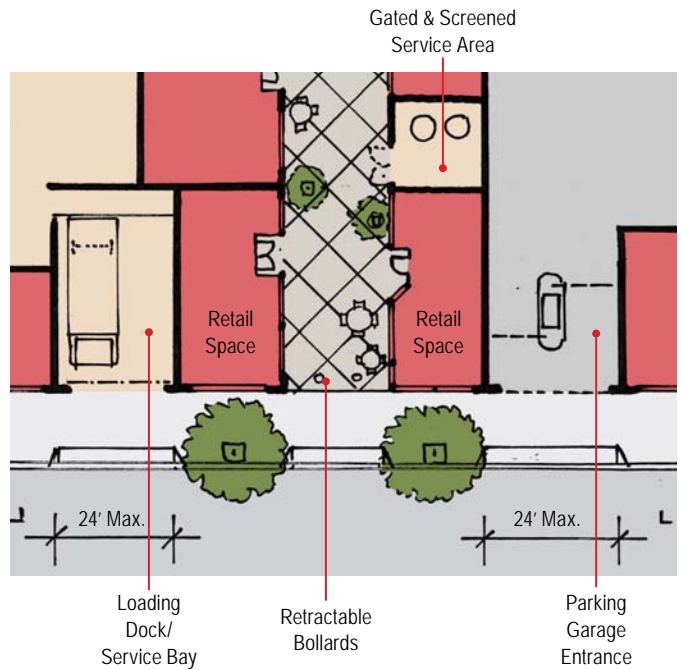 Gated & Screened
Service Area
Retail
Space
Retail
Space
24' Max.
24' Max.
Loading
Dock/
Service Bay
Retractable
Bollards
Parking
Garage
Entrance